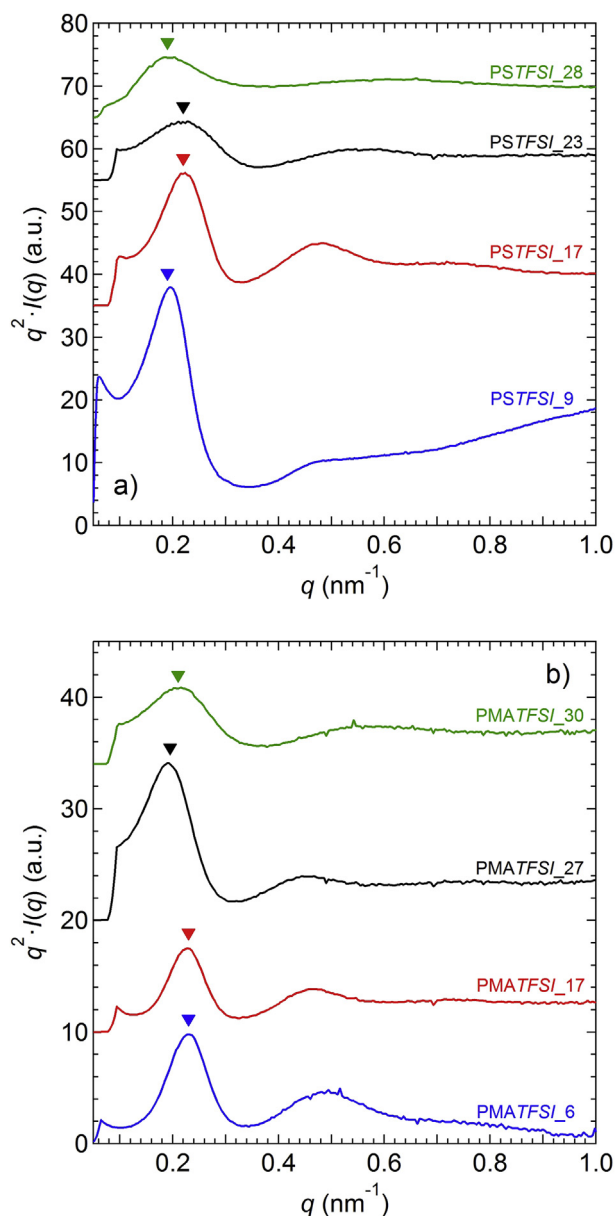 80
70
60
50
40
30
20
10
0
q²·I(q) (a.u.)
PSTFSI_28
PSTFSI_23
PSTFSI_17
PSTFSI_9
a)
0.2 0.4 0.6 0.8 1.0
q (nm⁻¹)
b)
40
30
20
10
0
q²·I(q) (a.u.)
PMATFSI_30
PMATFSI_27
PMATFSI_17
PMATFSI_6
0.2 0.4 0.6 0.8 1.0
q (nm⁻¹)